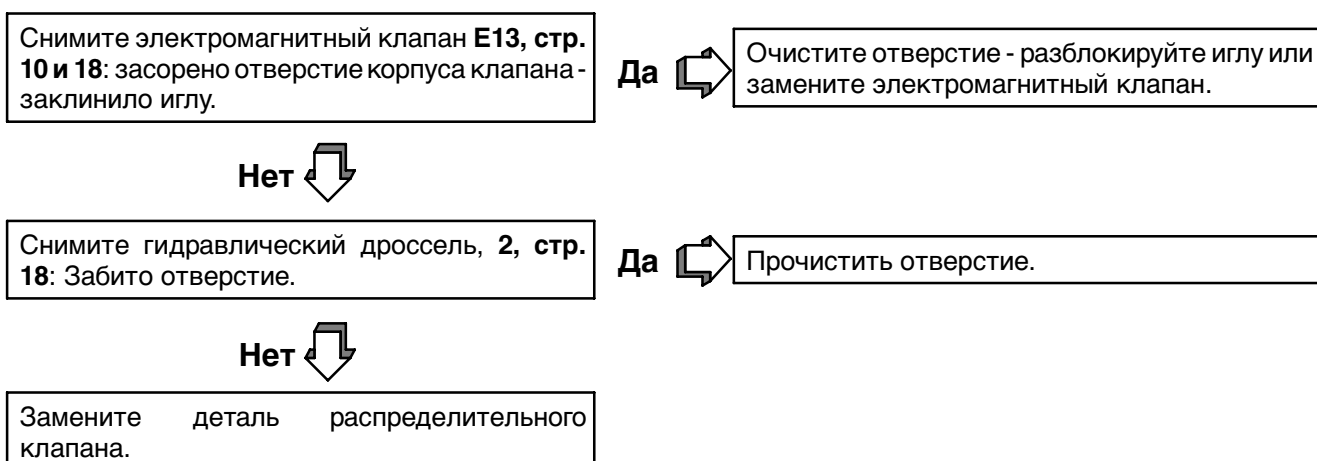 Снимите электромагнитный клапан E13, стр.
10 и 18: засорено отверстие корпуса клапана -
заклинило иглу.
Да
Очистите отверстие - разблокируйте иглу или
замените электромагнитный клапан.
Нет
Снимите гидравлический дроссель, 2, стр.
18: Забито отверстие.
Да
Прочистить отверстие.
Нет
Замените деталь распределительного
клапана.